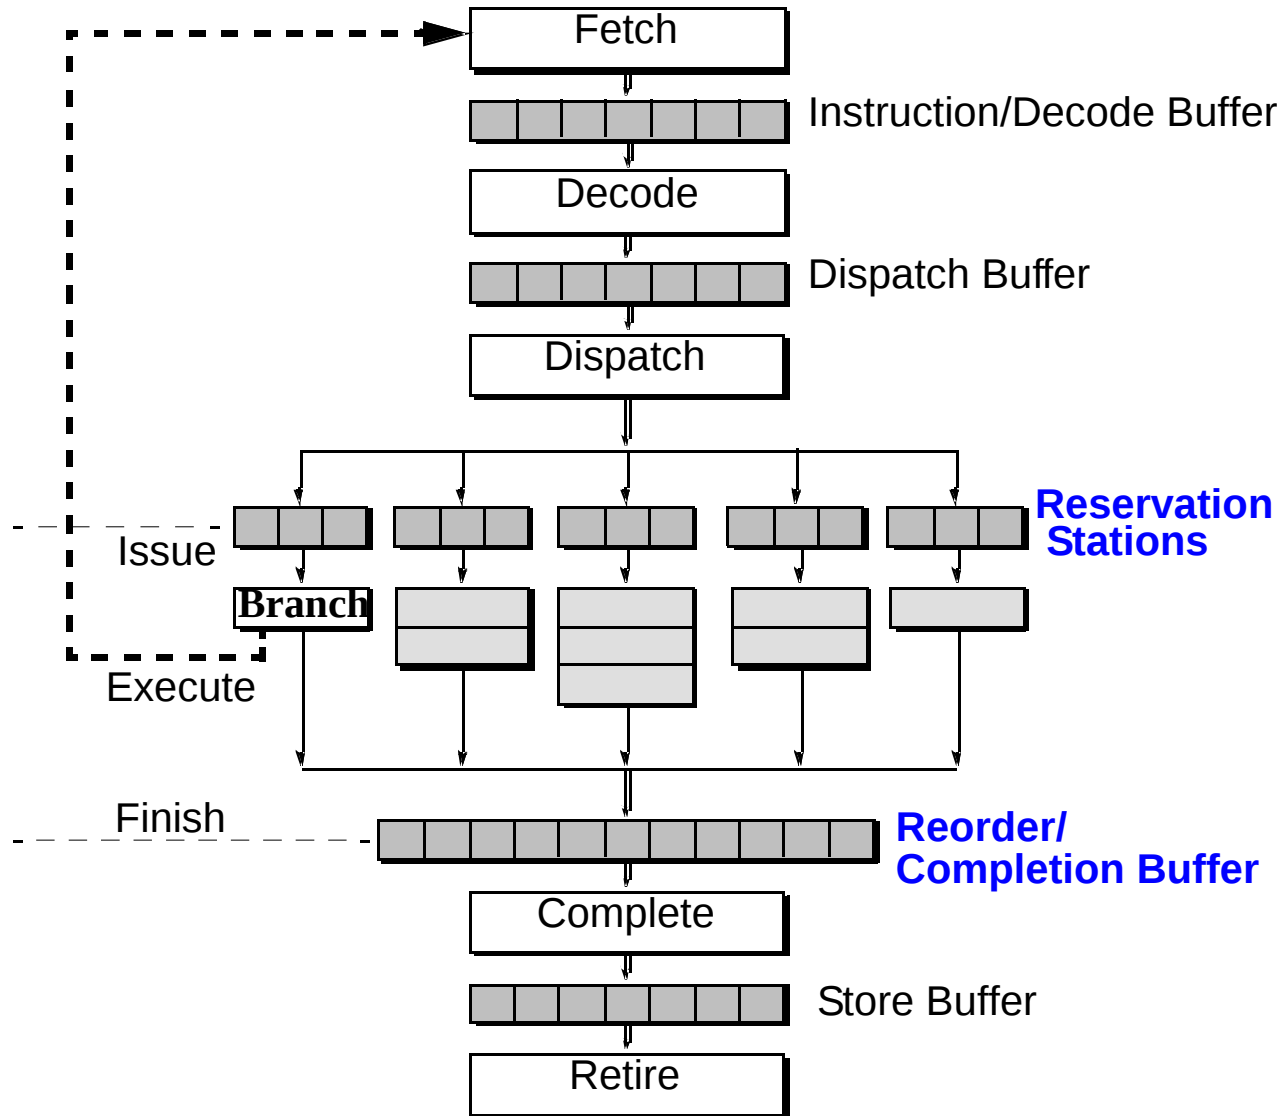 Fetch
Instruction/Decode Buffer
Decode
Dispatch Buffer
Dispatch
Reservation
Stations
Issue
Branch
Execute
Finish
Reorder/
Completion Buffer
Complete
Store Buffer
Retire